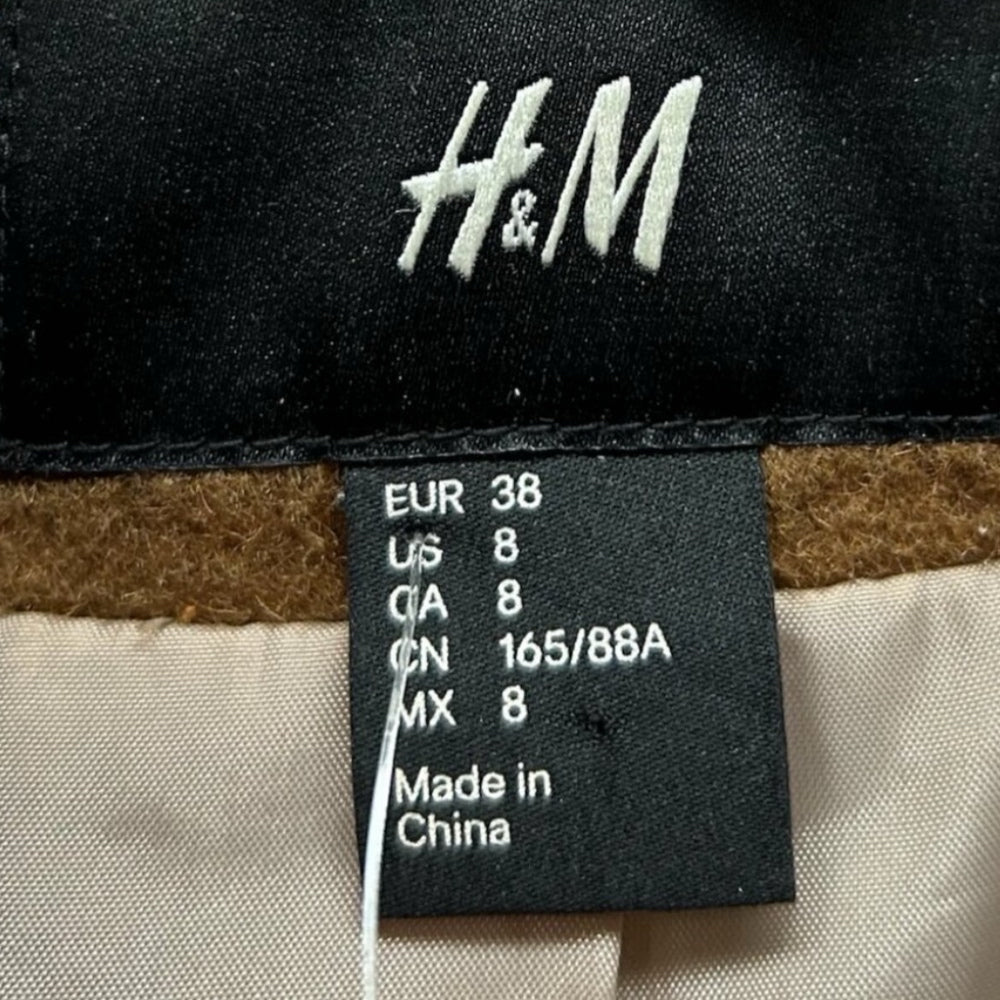 H&M
EUR 38
US 8
CA 8
CN 165/88A
MX 8
Made in
China